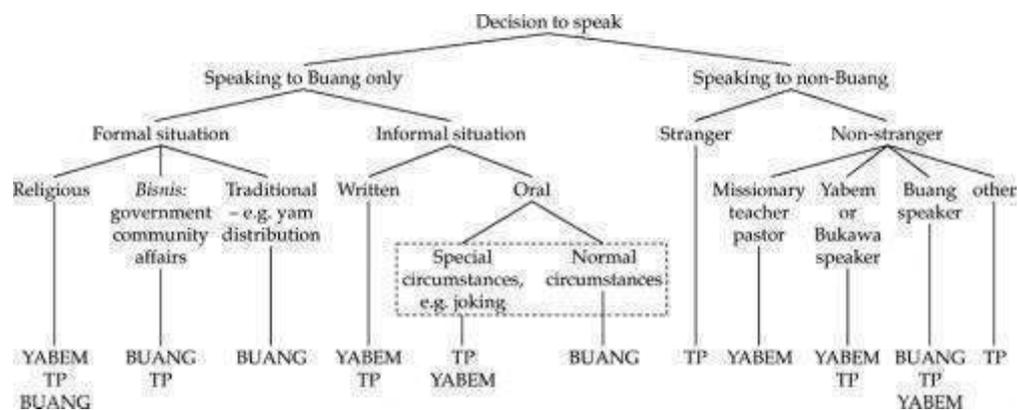 Decision to speak
Speaking to Buang only
Speaking to non-Buang
Formal situation
Informal situation
Stranger
Non-stranger
Religious
Bisnis:
government
community
affairs
Traditional
– e.g. yam
distribution
Written
Oral
Missionary
teacher
pastor
Yabem
or
Bukawa
speaker
Buang
speaker
other
Special
circumstances,
e.g. joking
Normal
circumstances
YABEM
TP
BUANG
BUANG
TP
BUANG
YABEM
TP
TP
YABEM
BUANG
TP
YABEM
YABEM
TP
BUANG
TP
YABEM
TP